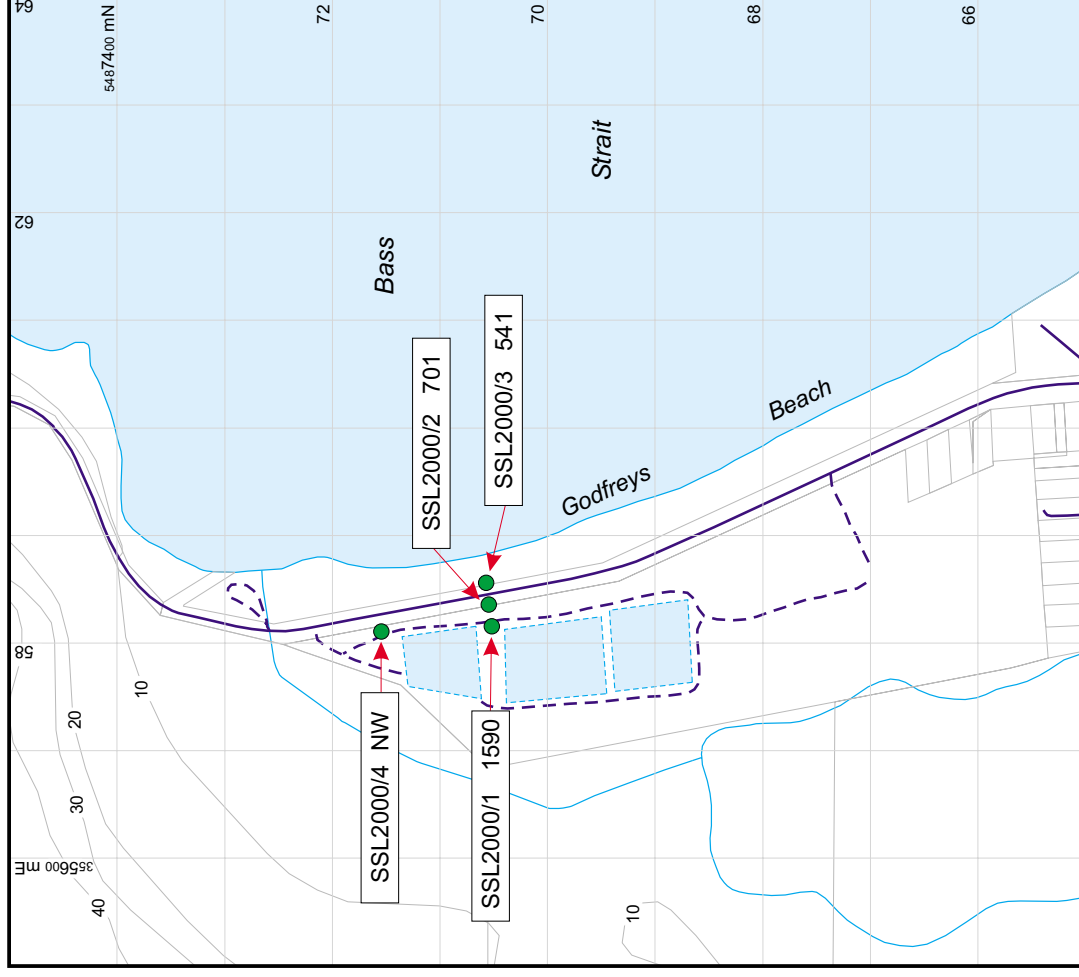 64
5487400 mN
72
70
68
66
62
Strait
Bass
SSL2000/2 701
SSL2000/3 541
Beach
Godfreys
58
10
20
30
355600 mE
40
SSL2000/4 NW
SSL2000/1 1590
10